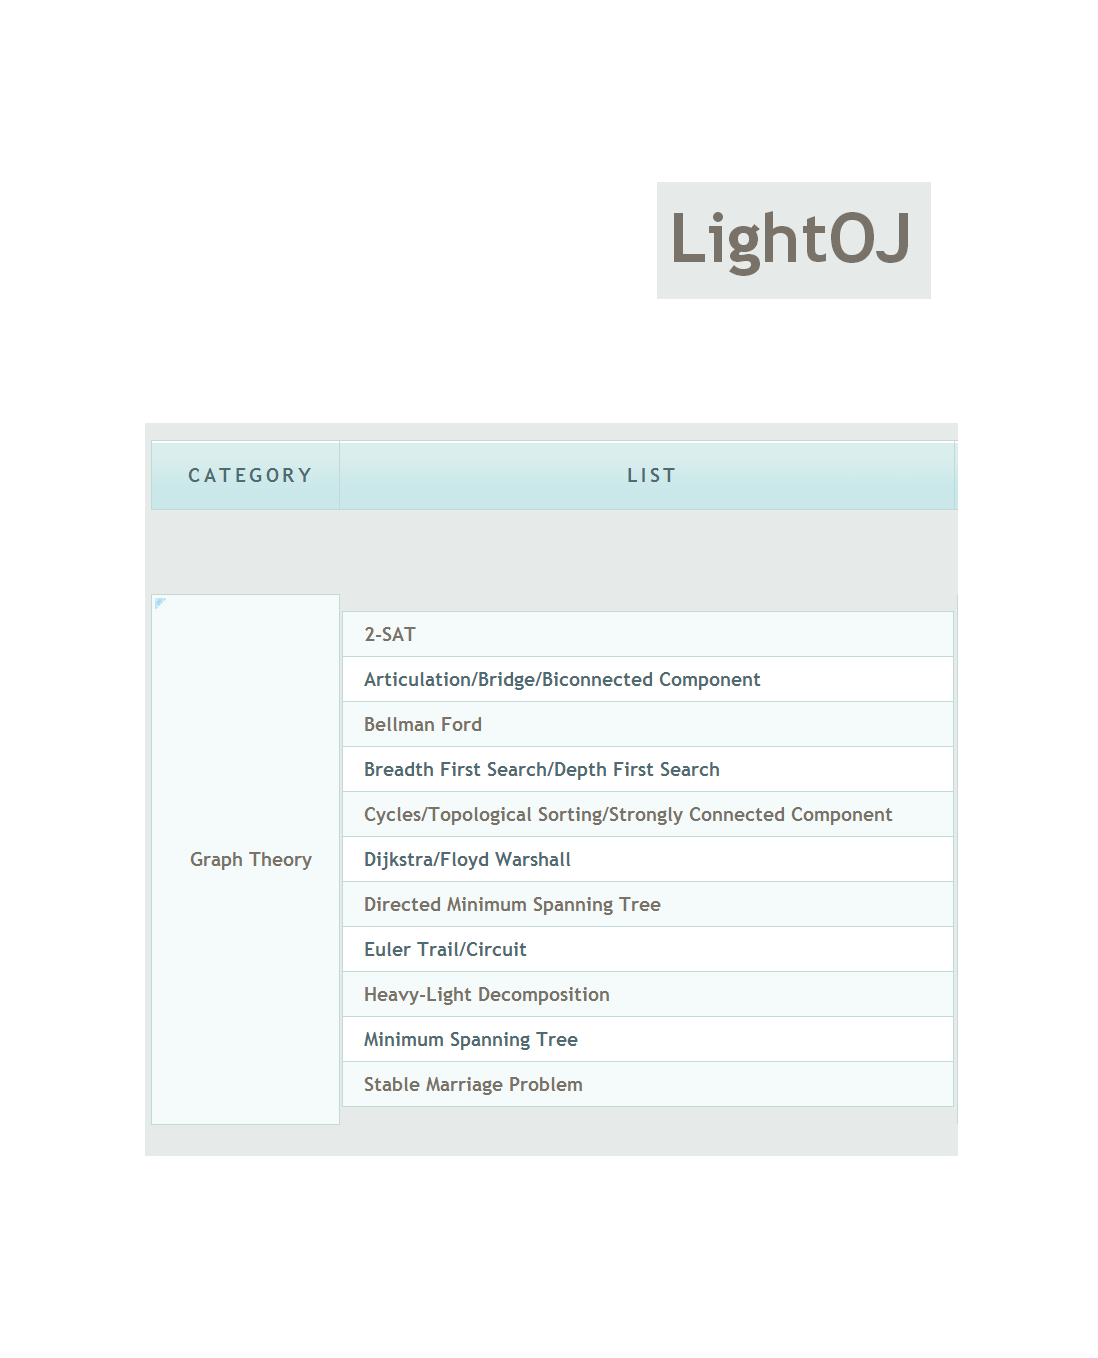 LightOJ
CATEGORY LIST
2-SAT
Articulation/Bridge/Biconnected Component
Bellman Ford
Breadth First Search/Depth First Search
Cycles/Topological Sorting/Strongly Connected Component
Graph Theory
Dijkstra/Floyd Warshall
Directed Minimum Spanning Tree
Euler Trail/Circuit
Heavy-Light Decomposition
Minimum Spanning Tree
Stable Marriage Problem